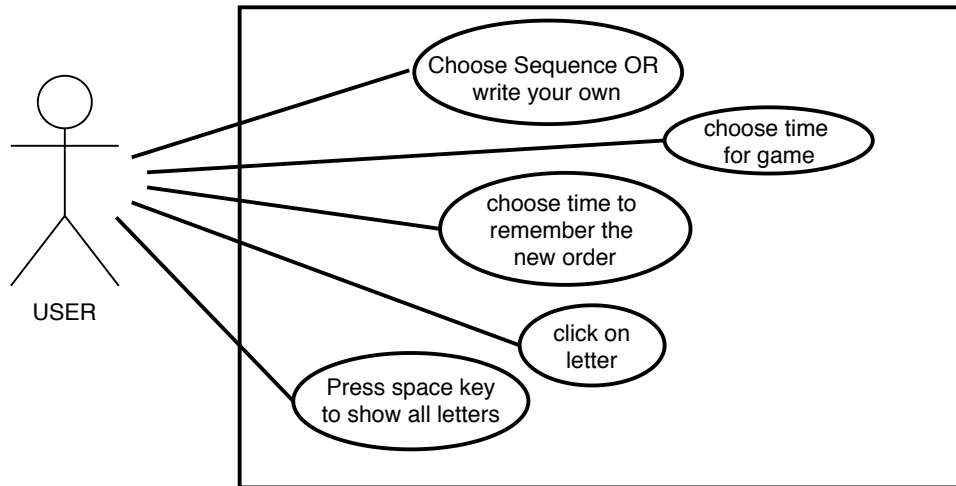 Choose Sequence OR
write your own
choose time
for game
choose time to
remember the
new order
USER
click on
letter
Press space key
to show all letters